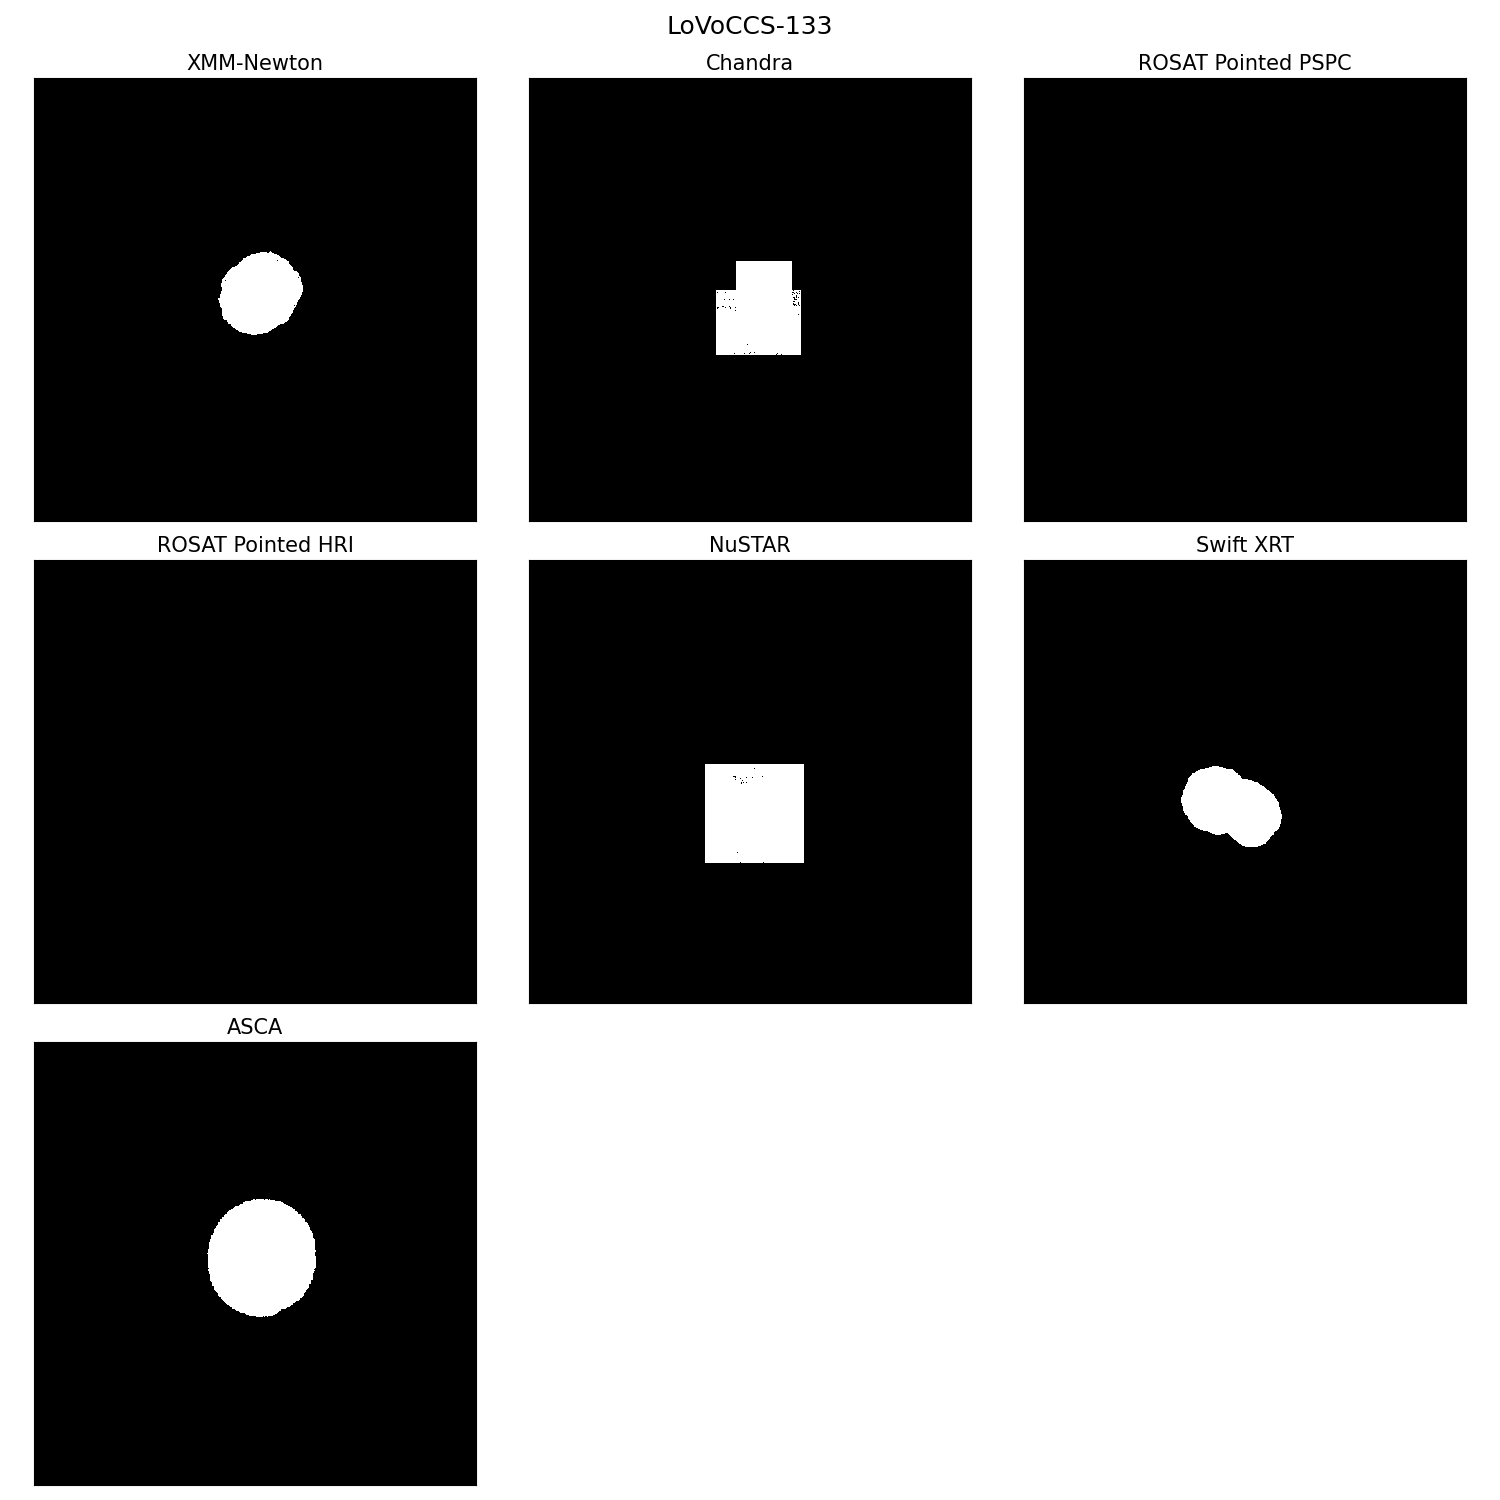 LoVoCCS-133
XMM-Newton
Chandra
ROSAT Pointed PSPC
ROSAT Pointed HRI
NuSTAR
Swift XRT
ASCA